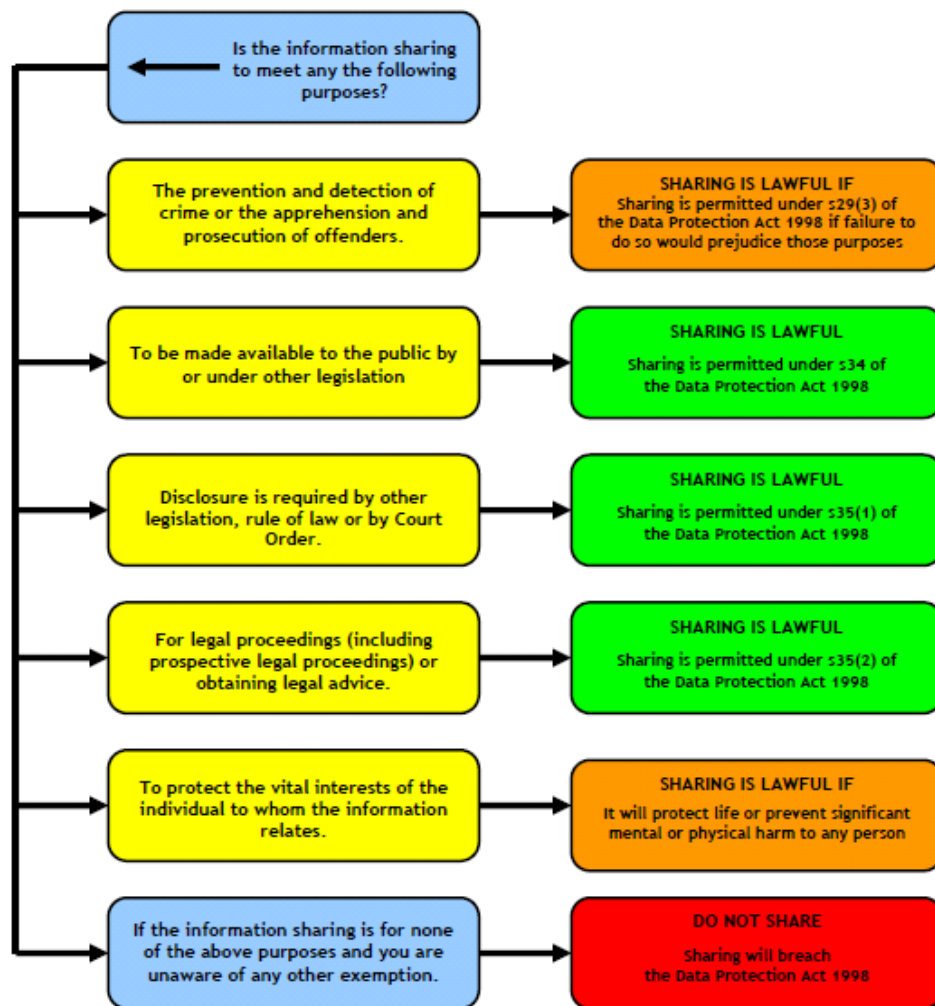 Is the information sharing
to meet any the following
purposes?
The prevention and detection of
crime or the apprehension and
prosecution of offenders.
SHARING IS LAWFUL IF
Sharing is permitted under s29(3) of
the Data Protection Act 1998 if failure to
do so would prejudice those purposes
To be made available to the public by
or under other legislation
SHARING IS LAWFUL
Sharing is permitted under s34 of
the Data Protection Act 1998
Disclosure is required by other
legislation, rule of law or by Court
Order.
SHARING IS LAWFUL
Sharing is permitted under s35(1) of
the Data Protection Act 1998
For legal proceedings (including
prospective legal proceedings) or
obtaining legal advice.
SHARING IS LAWFUL
Sharing is permitted under s35(2) of
the Data Protection Act 1998
To protect the vital interests of the
individual to whom the information
relates.
SHARING IS LAWFUL IF
It will protect life or prevent significant
mental or physical harm to any person
If the information sharing is for none
of the above purposes and you are
unaware of any other exemption.
DO NOT SHARE
Sharing will breach
the Data Protection Act 1998